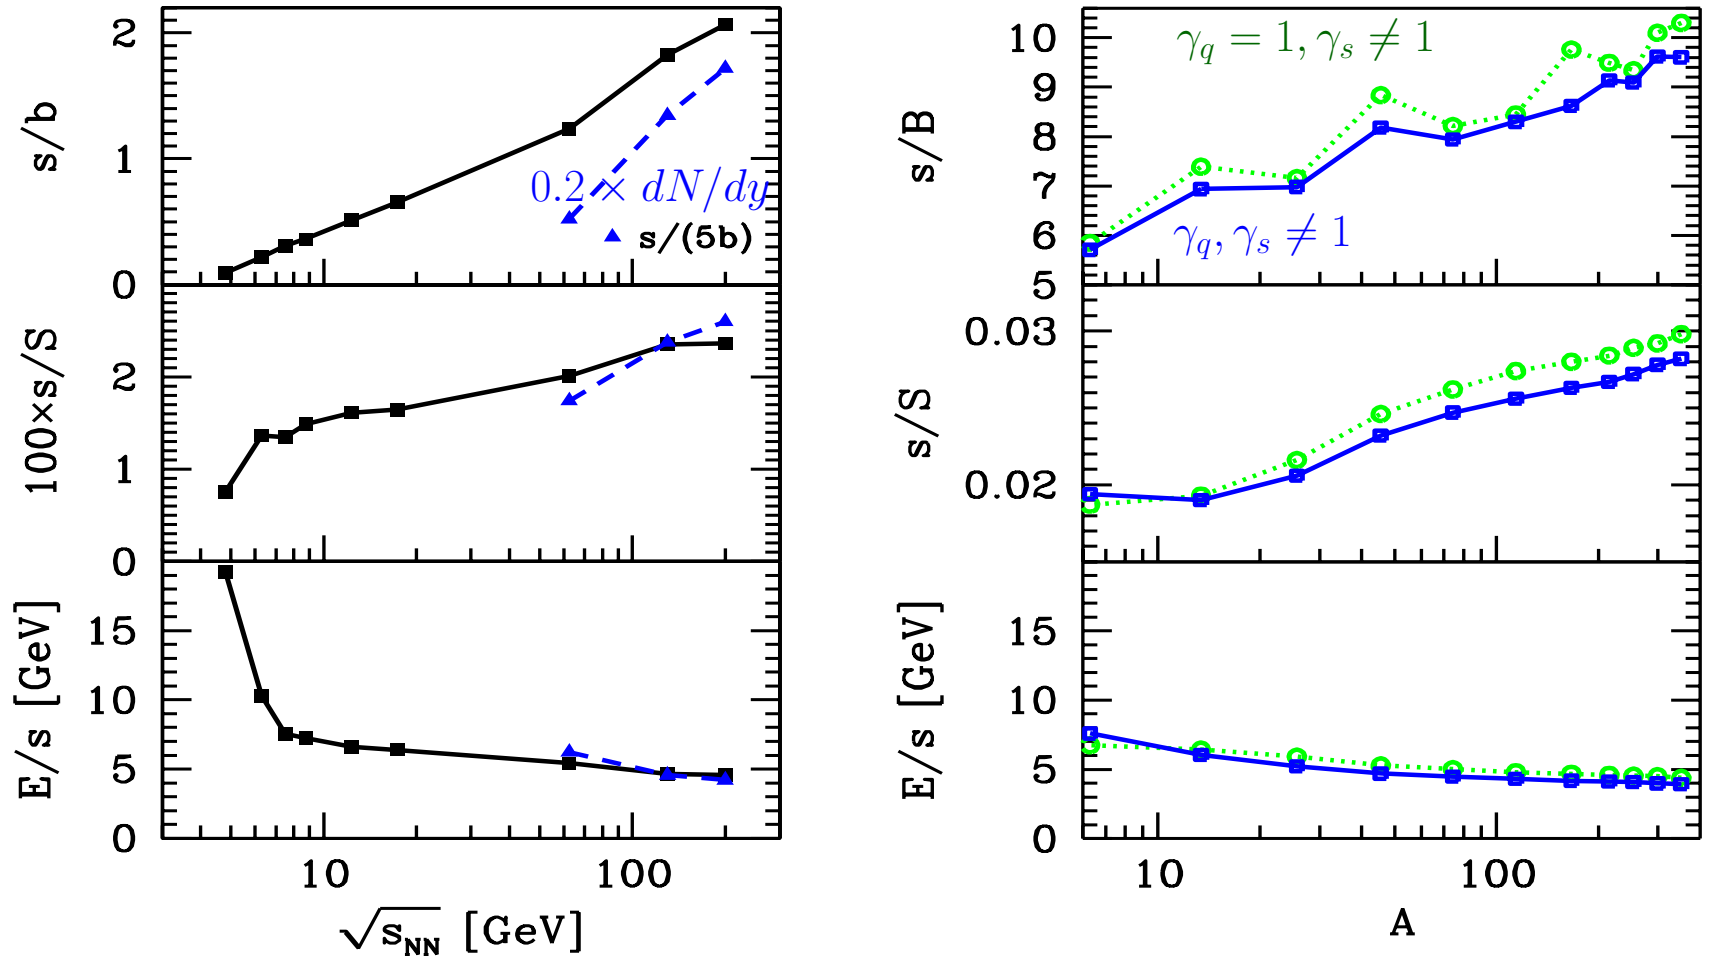 s/b
2
1
0
0.2 × dN/dy
s/(5b)
100×s/S
2
1
0
E/s [GeV]
15
10
5
0
10 100
√s_NN [GeV]
s/B
10
9
8
7
6
5
γ_q = 1, γ_s ≠ 1
γ_q, γ_s ≠ 1
s/S
0.03
0.02
E/s [GeV]
15
10
5
0
10 100
A